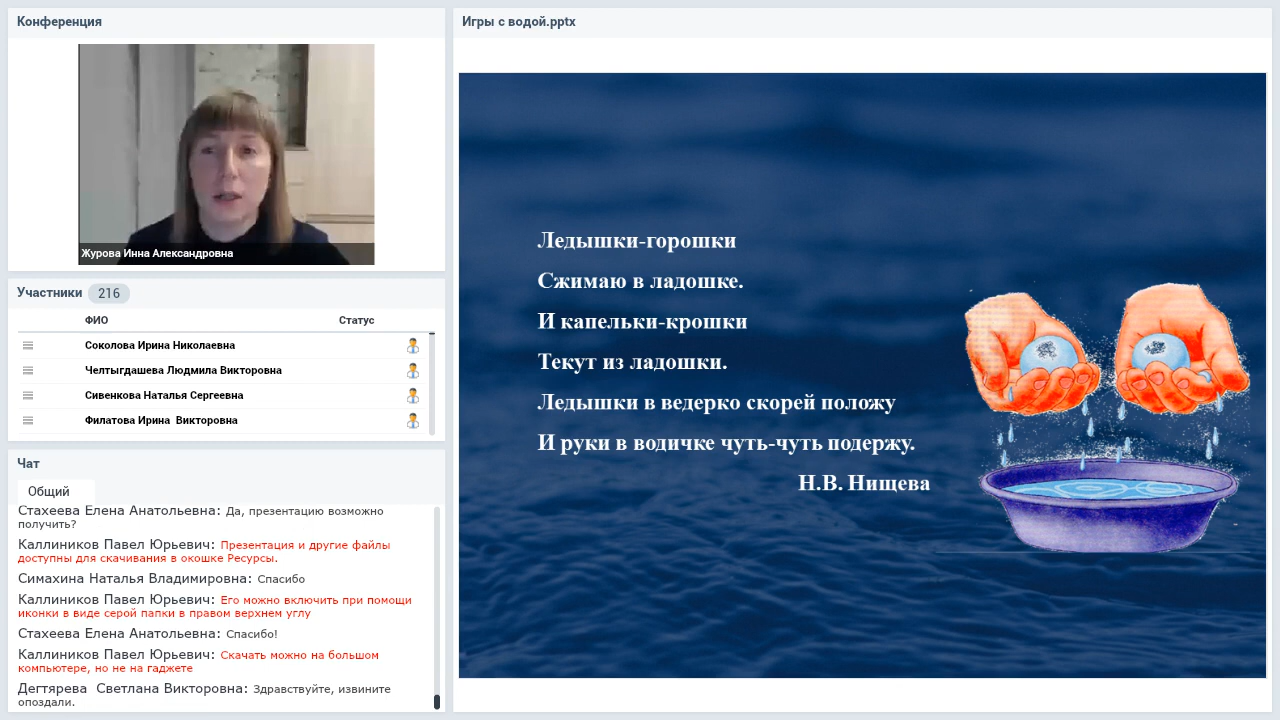 Конференция
Журова Инна Александровна
Участники 216
ФИО Статус
Соколова Ирина Николаевна
Челтыгдашева Людмила Викторовна
Сивенкова Наталья Сергеевна
Филатова Ирина Викторовна
Чат
Общий
Стахеева Елена Анатольевна: Да, презентацию возможно
получить?
Каллиников Павел Юрьевич: Презентация и другие файлы
доступны для скачивания в окошке Ресурсы.
Симахина Наталья Владимировна: Спасибо
Каллиников Павел Юрьевич: Его можно включить при помощи
иконки в виде серой папки в правом верхнем углу
Стахеева Елена Анатольевна: Спасибо!
Каллиников Павел Юрьевич: Скачать можно на большом
компьютере, но не на гаджете
Дегтярева Светлана Викторовна: Здравствуйте, извините
опоздали.
Игры с водой.pptx
Ледышки-горошки
Сжимаю в ладошке.
И капельки-крошки
Текут из ладошки.
Ледышки в ведерко скорей положу
И руки в водичке чуть-чуть подержу.
Н.В. Нищева